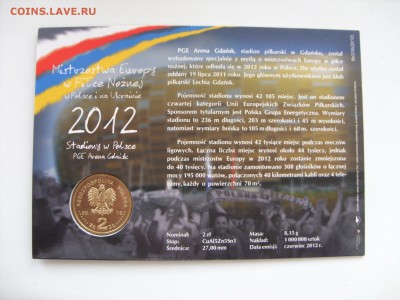 COINS.LAVE.RU
Mistrzostwa Europy
w Piłce Nożnej
w Polsce i na Ukrainie
2012
Stadiony w Polsce
PGE Arena Gdańsk
PGE Arena Gdańsk, stadion piłkarski w Gdańsku, został
wybudowany specjalnie z myślą o mistrzostwach Europy w piłce
nożnej, które odbędą się w 2012 roku w Polsce. Do użytku został
oddany 19 lipca 2011 roku. Jego głównym użytkownikiem jest
klub piłkarski Lechia Gdańsk.
Pojemność stadionu wynosi 42 105 miejsc. Jest on stadionem
czwartej kategorii Unii Europejskich Związków Piłkarskich.
Sponsorem tytularnym jest Polska Grupa Energetyczna. Wymiary
stadionu to 236 m długości, 203 m szerokości i 45 m wysokości,
natomiast wymiary boiska to 105 m długości i 68 m szerokości.
Pojemność stadionu wynosi 42 tysiące miejsc podczas meczów
ligowych. Łączna liczba miejsc wynosi około 44 tysięcy, jednak
podczas mistrzostw Europy w 2012 roku zostanie zmniejszona
do 40 tysięcy. Na stadionie zamontowano 308 głośników o łącznej
mocy 195 000 watów, połączonych 40 kilometrami kabli oraz 4 tele-
bimy, każdy o powierzchni 70 m².
RZECZPOSPOLITA POLSKA
2 ZŁ
Nominał: 2 zł
Stop: CuAl5Zn5Sn1
Średnica: 27,00 mm
Masa: 8,15 g
Nakład: 1 000 000 sztuk
Data emisji: czerwiec 2012 r.